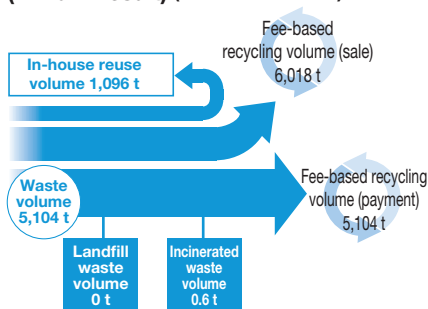 Fee-based
recycling volume (sale)
6,018 t
In-house reuse
volume 1,096 t
Fee-based recycling
volume (payment)
5,104 t
Waste
volume
5,104 t
Landfill
waste
volume
0 t
Incinerated
waste
volume
0.6 t